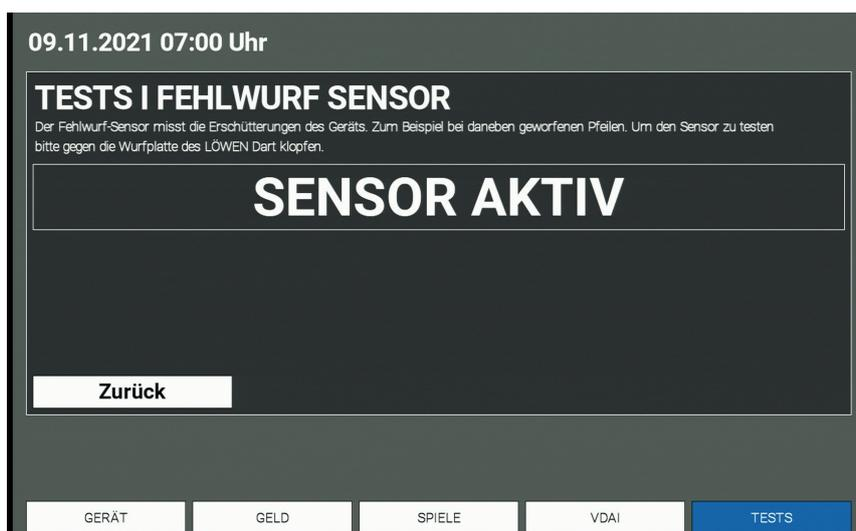 09.11.2021 07:00 Uhr
TESTS I FEHLWURF SENSOR
Der Fehlwurf-Sensor misst die Erschütterungen des Geräts. Zum Beispiel bei daneben geworfenen Pfeilen. Um den Sensor zu testen
bitte gegen die Wurfplatte des LÖWEN Dart klopfen.
SENSOR AKTIV
Zurück
GERÄT
GELD
SPIELE
VDAI
TESTS